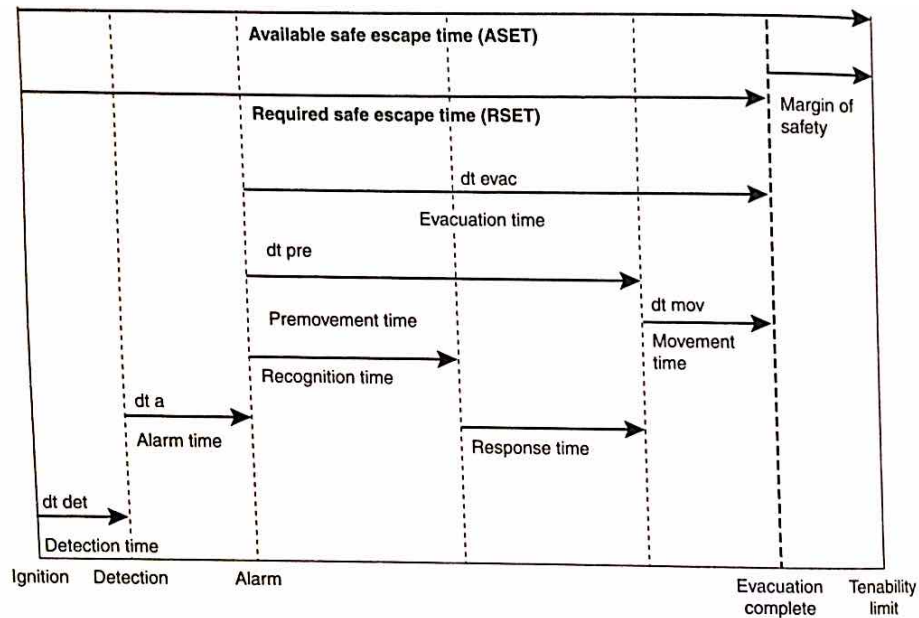 Available safe escape time (ASET)
Required safe escape time (RSET)
Margin of
safety
dt evac
Evacuation time
dt pre
Premovement time
dt mov
Movement
time
Recognition time
dt a
Alarm time
Response time
dt det
Detection time
Ignition
Detection
Alarm
Evacuation
complete
Tenability
limit